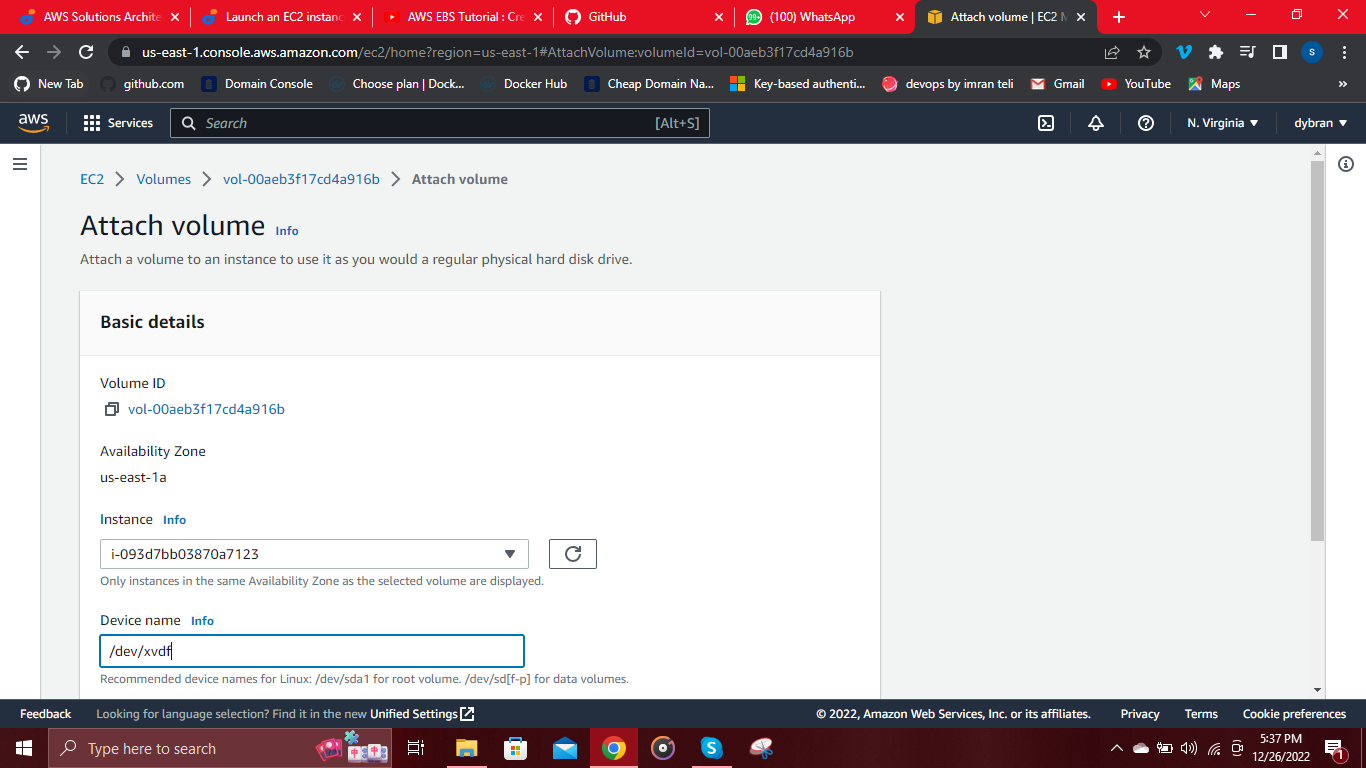 AWS Solutions Archite
Launch an EC2 instanc
AWS EBS Tutorial : Cre
GitHub
(100) WhatsApp
Attach volume | EC2 M
99+
us-east-1.console.aws.amazon.com/ec2/home?region=us-east-1#AttachVolume:volumeId=vol-00aeb3f17cd4a916b
S
New Tab
github.com
Domain Console
Choose plan | Dock...
Docker Hub
Cheap Domain Na...
Key-based authenti...
devops by imran teli
Gmail
YouTube
Maps
»
aws
Services
Search
[Alt+S]
N. Virginia
dybran
EC2
Volumes
vol-00aeb3f17cd4a916b
Attach volume
Attach volume Info
Attach a volume to an instance to use it as you would a regular physical hard disk drive.
Basic details
Volume ID
vol-00aeb3f17cd4a916b
Availability Zone
us-east-1a
Instance Info
i-093d7bb03870a7123
Only instances in the same Availability Zone as the selected volume are displayed.
Device name Info
/dev/xvdf
Recommended device names for Linux: /dev/sda1 for root volume. /dev/sd[f-p] for data volumes.
Feedback
Looking for language selection? Find it in the new Unified Settings
© 2022, Amazon Web Services, Inc. or its affiliates.
Privacy
Terms
Cookie preferences
Type here to search
5:37 PM
12/26/2022
1